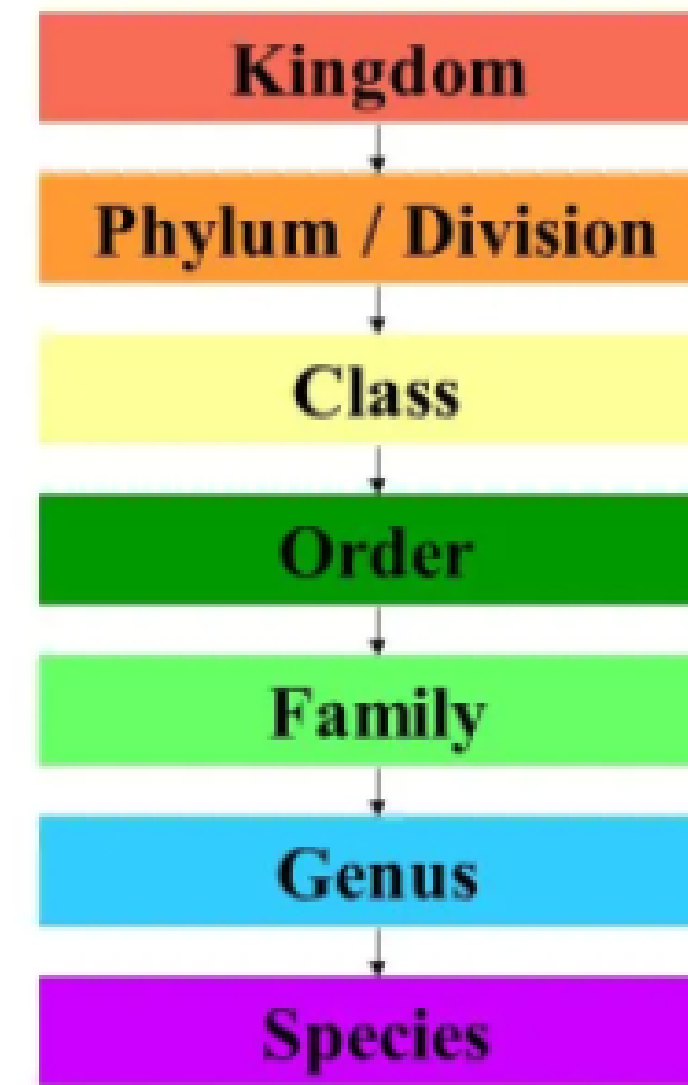 Kingdom
Phylum / Division
Class
Order
Family
Genus
Species